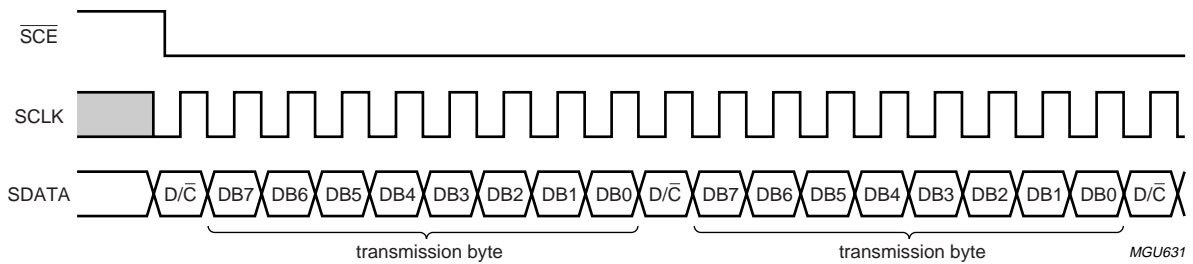 S̅C̅E̅
SCLK
SDATA D/C̅ DB7 DB6 DB5 DB4 DB3 DB2 DB1 DB0 D/C̅ DB7 DB6 DB5 DB4 DB3 DB2 DB1 DB0 D/C̅
transmission byte transmission byte MGU631